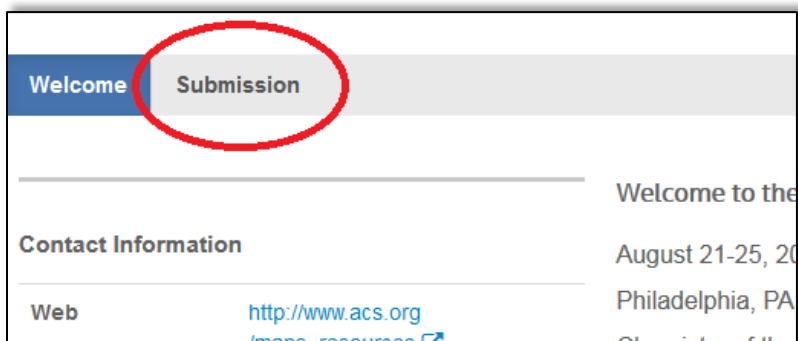 Welcome Submission
Contact Information
Web http://www.acs.org
Welcome to the
August 21-25,
Philadelphia, PA